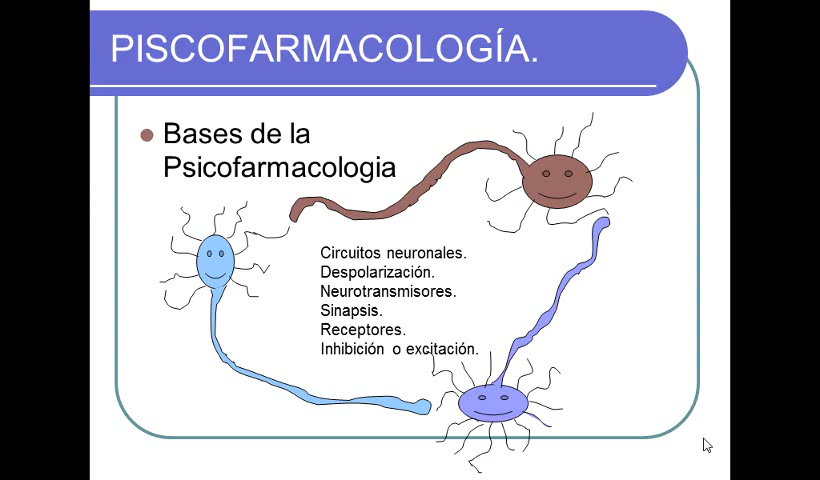 PISCOFARMACOLOGÍA.
Bases de la
Psicofarmacologia
Circuitos neuronales.
Despolarización.
Neurotransmisores.
Sinapsis.
Receptores.
Inhibición o excitación.